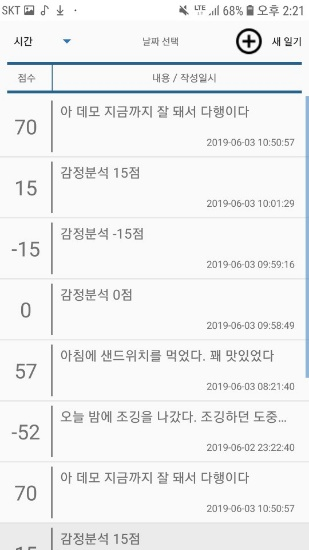 SKT LTE 68% 오후 2:21
시간 날짜 선택 새 일기
점수 내용 / 작성일시
70 아 데모 지금까지 잘 돼서 다행이다
2019-06-03 10:50:57
15 감정분석 15점
2019-06-03 10:01:29
-15 감정분석 -15점
2019-06-03 09:59:16
0 감정분석 0점
2019-06-03 09:58:49
57 아침에 샌드위치를 먹었다. 꽤 맛있었다
2019-06-03 08:21:40
-52 오늘 밤에 조깅을 나갔다. 조깅하던 도중...
2019-06-02 23:22:40
70 아 데모 지금까지 잘 돼서 다행이다
2019-06-03 10:50:57
15 감정분석 15점